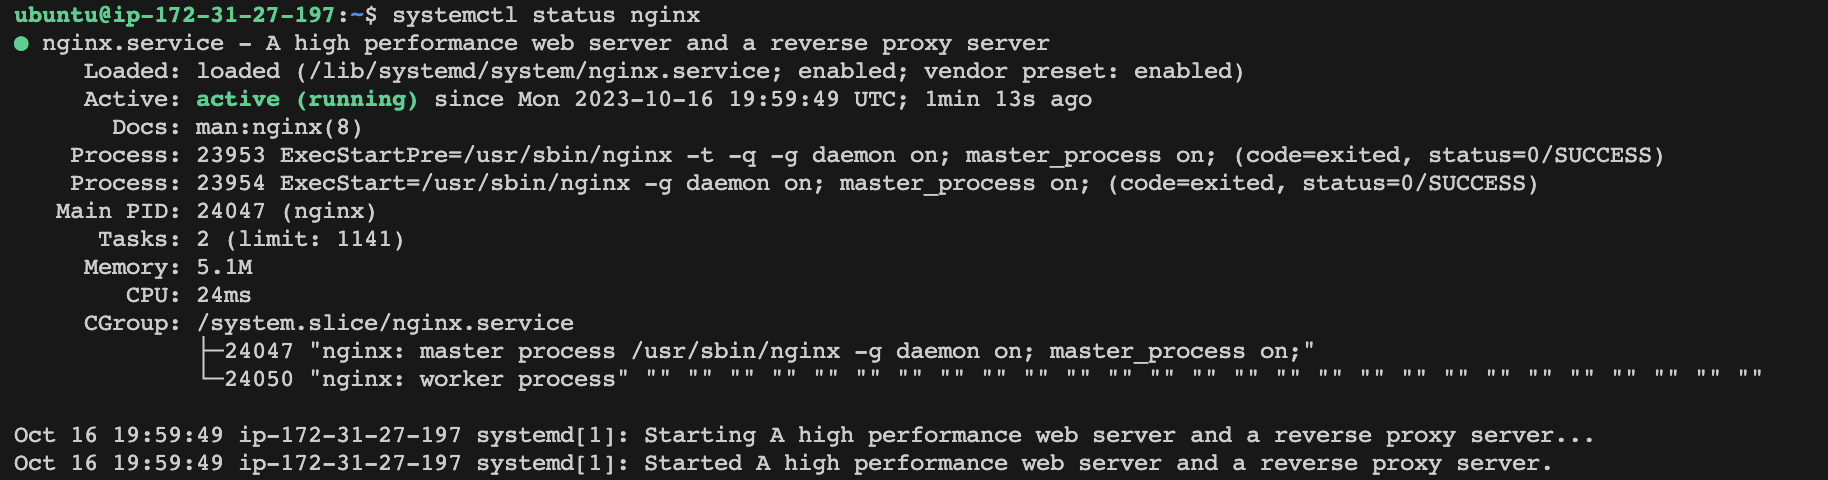 ubuntu@ip-172-31-27-197:~$ systemctl status nginx
● nginx.service - A high performance web server and a reverse proxy server
     Loaded: loaded (/lib/systemd/system/nginx.service; enabled; vendor preset: enabled)
     Active: active (running) since Mon 2023-10-16 19:59:49 UTC; 1min 13s ago
       Docs: man:nginx(8)
    Process: 23953 ExecStartPre=/usr/sbin/nginx -t -q -g daemon on; master_process on; (code=exited, status=0/SUCCESS)
    Process: 23954 ExecStart=/usr/sbin/nginx -g daemon on; master_process on; (code=exited, status=0/SUCCESS)
   Main PID: 24047 (nginx)
      Tasks: 2 (limit: 1141)
     Memory: 5.1M
        CPU: 24ms
     CGroup: /system.slice/nginx.service
             ├─24047 "nginx: master process /usr/sbin/nginx -g daemon on; master_process on;"
             └─24050 "nginx: worker process" "" "" "" "" "" "" "" "" "" "" "" "" "" "" "" "" "" "" "" "" "" "" "" "" "" "" ""

Oct 16 19:59:49 ip-172-31-27-197 systemd[1]: Starting A high performance web server and a reverse proxy server...
Oct 16 19:59:49 ip-172-31-27-197 systemd[1]: Started A high performance web server and a reverse proxy server.